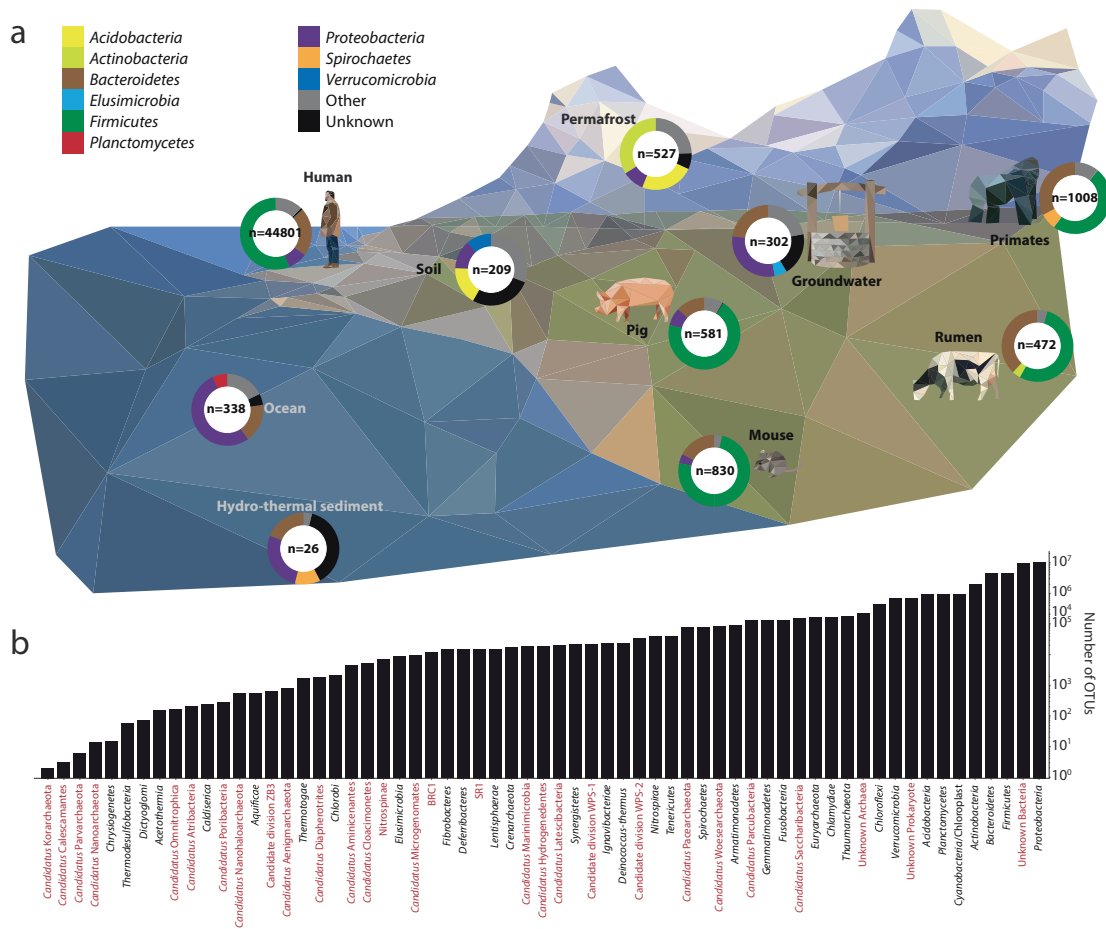 a
Acidobacteria
Actinobacteria
Bacteroidetes
Elusimicrobia
Firmicutes
Planctomycetes
Proteobacteria
Spirochaetes
Verrucomicrobia
Other
Unknown
Permafrost
n=527
Human
n=44801
n=1008
Primates
Soil
n=209
n=302
Groundwater
Pig
n=581
Rumen
n=472
n=338
Ocean
Mouse
n=830
Hydro-thermal sediment
n=26
b
10⁷
10⁶
10⁴
10⁵
10³
10²
10¹
10⁰
Number of OTUs
Candidatus Korarchaeota
Candidatus Calescamantes
Candidatus Parvarchaeota
Candidatus Nanoarchaeota
Chrysiogenetes
Thermodesulfobacteria
Dictyoglomi
Acetothermia
Candidatus Omnitrophica
Candidatus Atribacteria
Caldiserica
Candidatus Poribacteria
Candidatus Nanohaloarchaeota
Aquificae
Candidate division ZB3
Candidatus Aenigmarchaeota
Thermotogae
Candidatus Diapherotrites
Chlorobi
Candidatus Aminicenantes
Candidatus Cloacimonetes
Nitrospinae
Elusimicrobia
Candidatus Microgenomates
BRC1
Fibrobacteres
Deferribacteres
SR1
Lentisphaerae
Crenarchaeota
Candidatus Marinimicrobia
Candidatus Hydrogenedentes
Candidatus Latescibacteria
Synergistetes
Candidate division WPS-1
Ignavibacteriae
Deinococcus-thermus
Candidate division WPS-2
Nitrospirae
Tenericutes
Candidatus Pacearchaeota
Spirochaetes
Candidatus Woesearchaeota
Armatimonadetes
Candidatus Parcubacteria
Gemmatimonadetes
Fusobacteria
Candidatus Saccharibacteria
Euryarchaeota
Chlamydiae
Thaumarchaeota
Unknown Archaea
Chloroflexi
Verrucomicrobia
Unknown Prokaryote
Acidobacteria
Planctomycetes
Cyanobacteria/Chloroplast
Actinobacteria
Bacteroidetes
Firmicutes
Unknown Bacteria
Proteobacteria